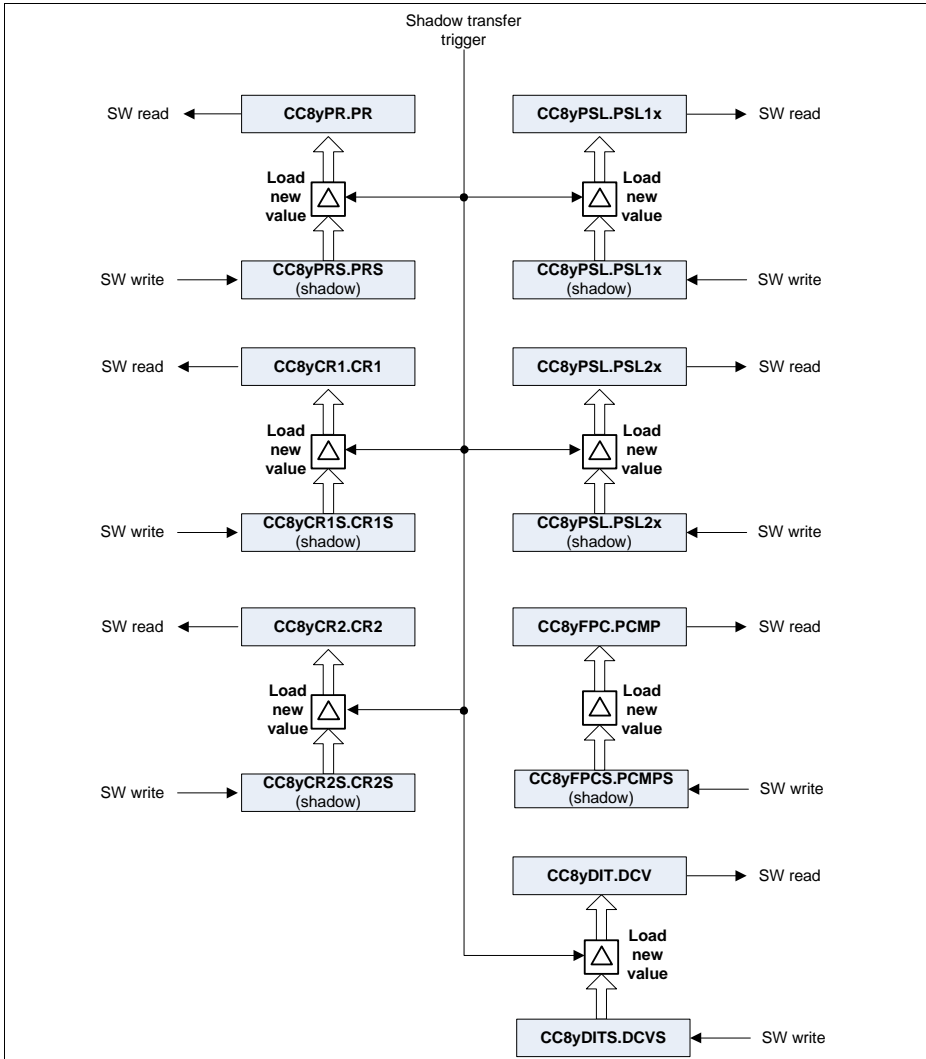 Shadow transfer
trigger
SW read
CC8yPR.PR
CC8yPSL.PSL1x
SW read
Load
new
value
Load
new
value
SW write
CC8yPRS.PRS
(shadow)
CC8yPSL.PSL1x
(shadow)
SW write
SW read
CC8yCR1.CR1
CC8yPSL.PSL2x
SW read
Load
new
value
Load
new
value
SW write
CC8yCR1S.CR1S
(shadow)
CC8yPSL.PSL2x
(shadow)
SW write
SW read
CC8yCR2.CR2
CC8yFPC.PCMP
SW read
Load
new
value
Load
new
value
SW write
CC8yCR2S.CR2S
(shadow)
CC8yFPCS.PCMPS
(shadow)
SW write
CC8yDIT.DCV
SW read
Load
new
value
CC8yDITS.DCVS
SW write